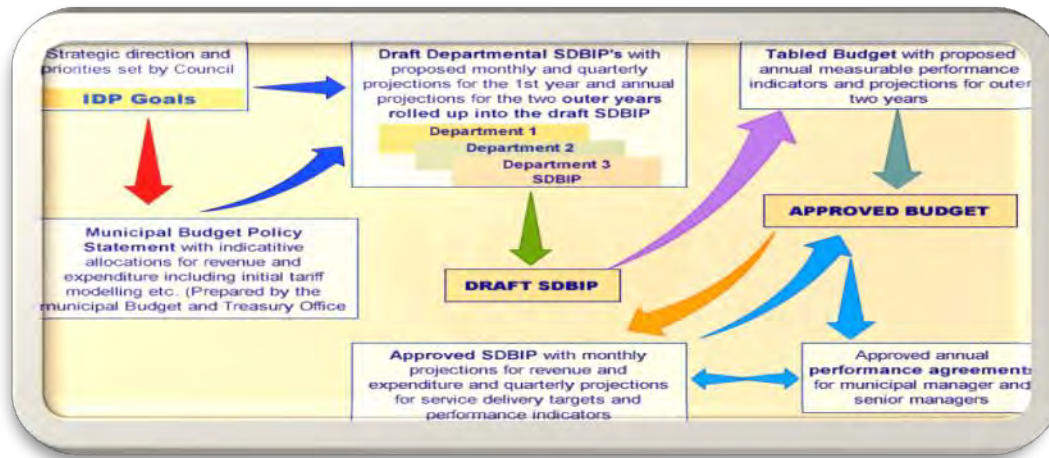 Strategic direction and
priorities set by Council
IDP Goals
Municipal Budget Policy
Statement with indicatitive
allocations for revenue and
expenditure including initial tariff
modelling etc. (Prepared by the
municipal Budget and Treasury Office
Draft Departmental SDBIP's with
proposed monthly and quarterly
projections for the 1st year and annual
projections for the two outer years
rolled up into the draft SDBIP
Department 1
Department 2
Department 3
SDBIP
DRAFT SDBIP
Tabled Budget with proposed
annual measurable performance
indicators and projections for outer
two years
APPROVED BUDGET
Approved SDBIP with monthly
projections for revenue and
expenditure and quarterly projections
for service delivery targets and
performance indicators
Approved annual
performance agreements
for municipal manager and
senior managers